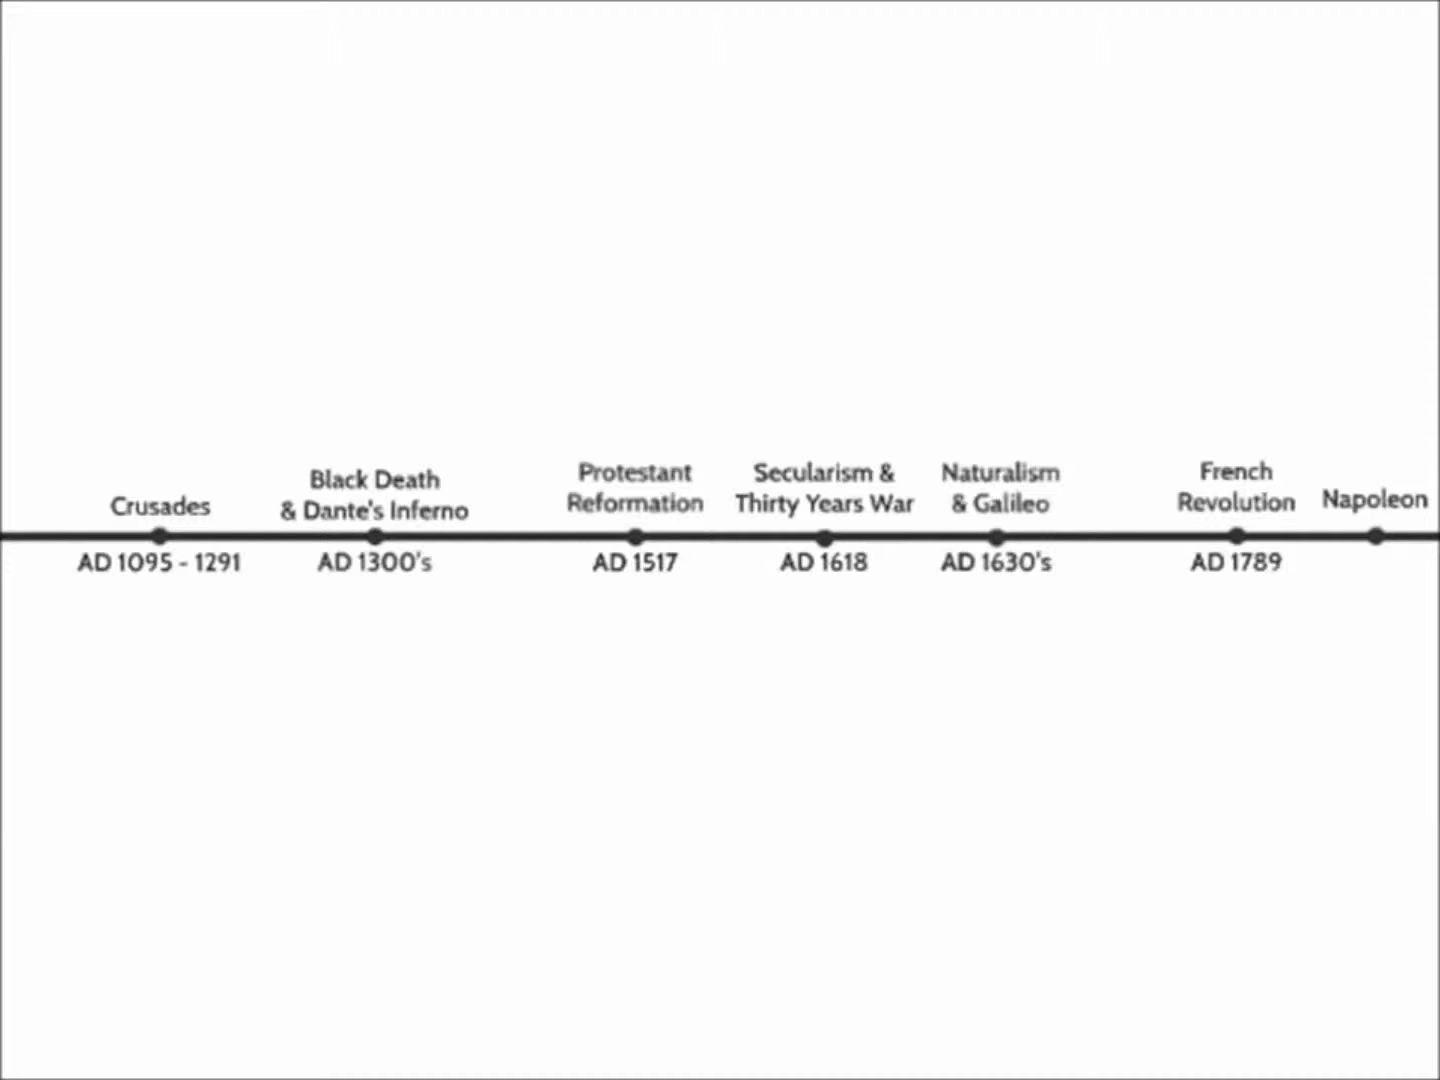 Crusades
AD 1095 - 1291
Black Death
& Dante's Inferno
AD 1300's
Protestant
Reformation
AD 1517
Secularism &
Thirty Years War
AD 1618
Naturalism
& Galileo
AD 1630's
French
Revolution
AD 1789
Napoleon